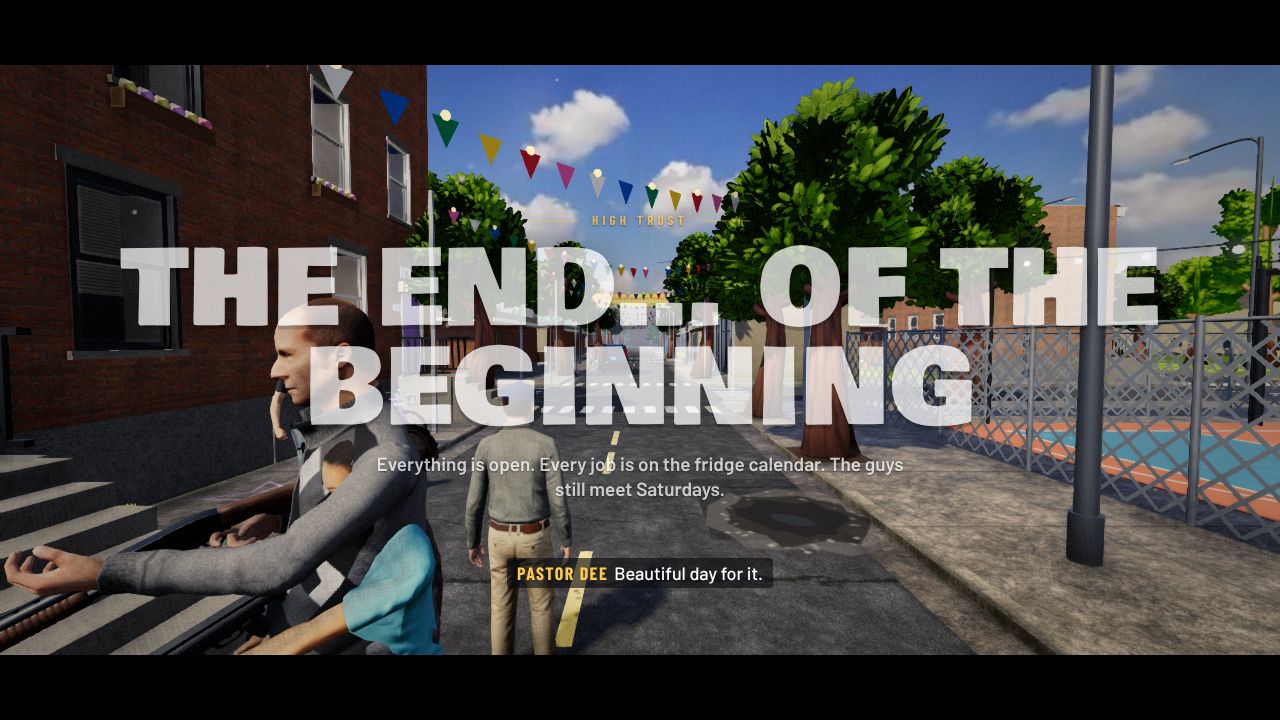 HIGH TRUST
THE END... OF THE
BEGINNING
Everything is open. Every job is on the fridge calendar. The guys
still meet Saturdays.
PASTOR DEE Beautiful day for it.